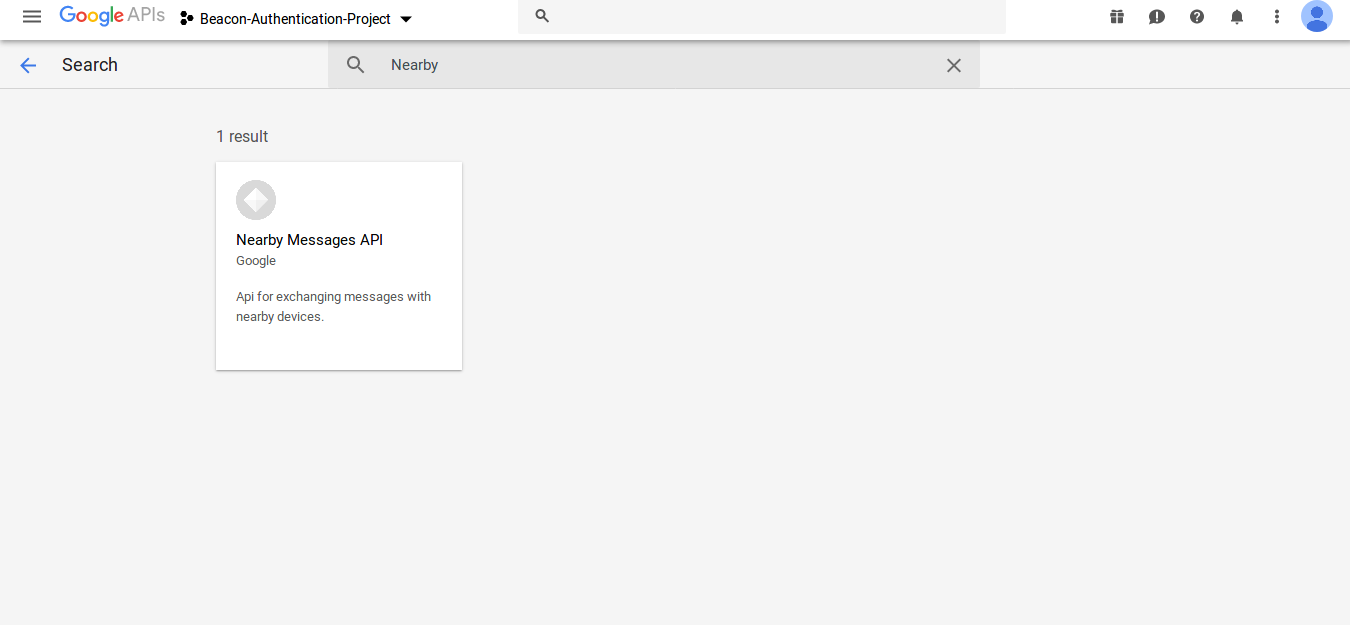 Google APIs Beacon-Authentication-Project
Search Nearby
1 result
Nearby Messages API
Google
Api for exchanging messages with
nearby devices.